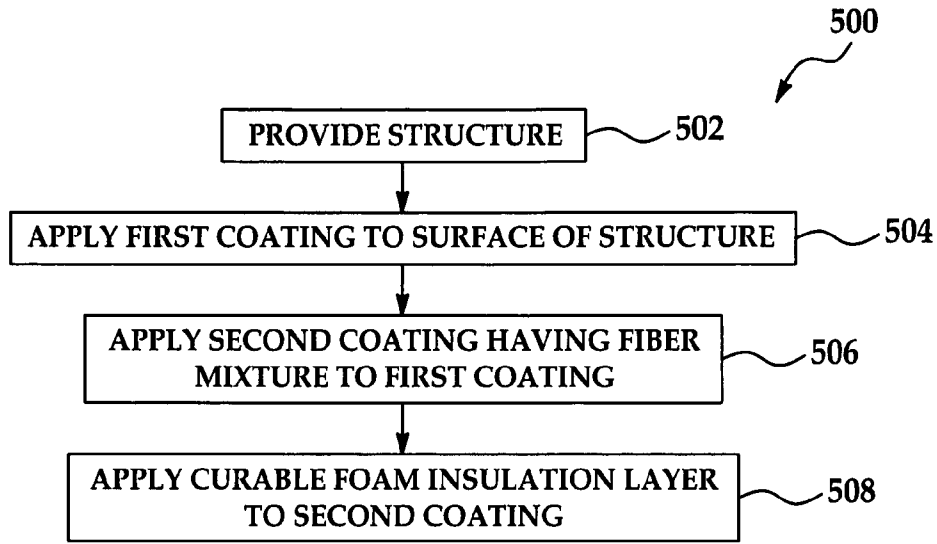 500
PROVIDE STRUCTURE
502
APPLY FIRST COATING TO SURFACE OF STRUCTURE
504
APPLY SECOND COATING HAVING FIBER
MIXTURE TO FIRST COATING
506
APPLY CURABLE FOAM INSULATION LAYER
TO SECOND COATING
508